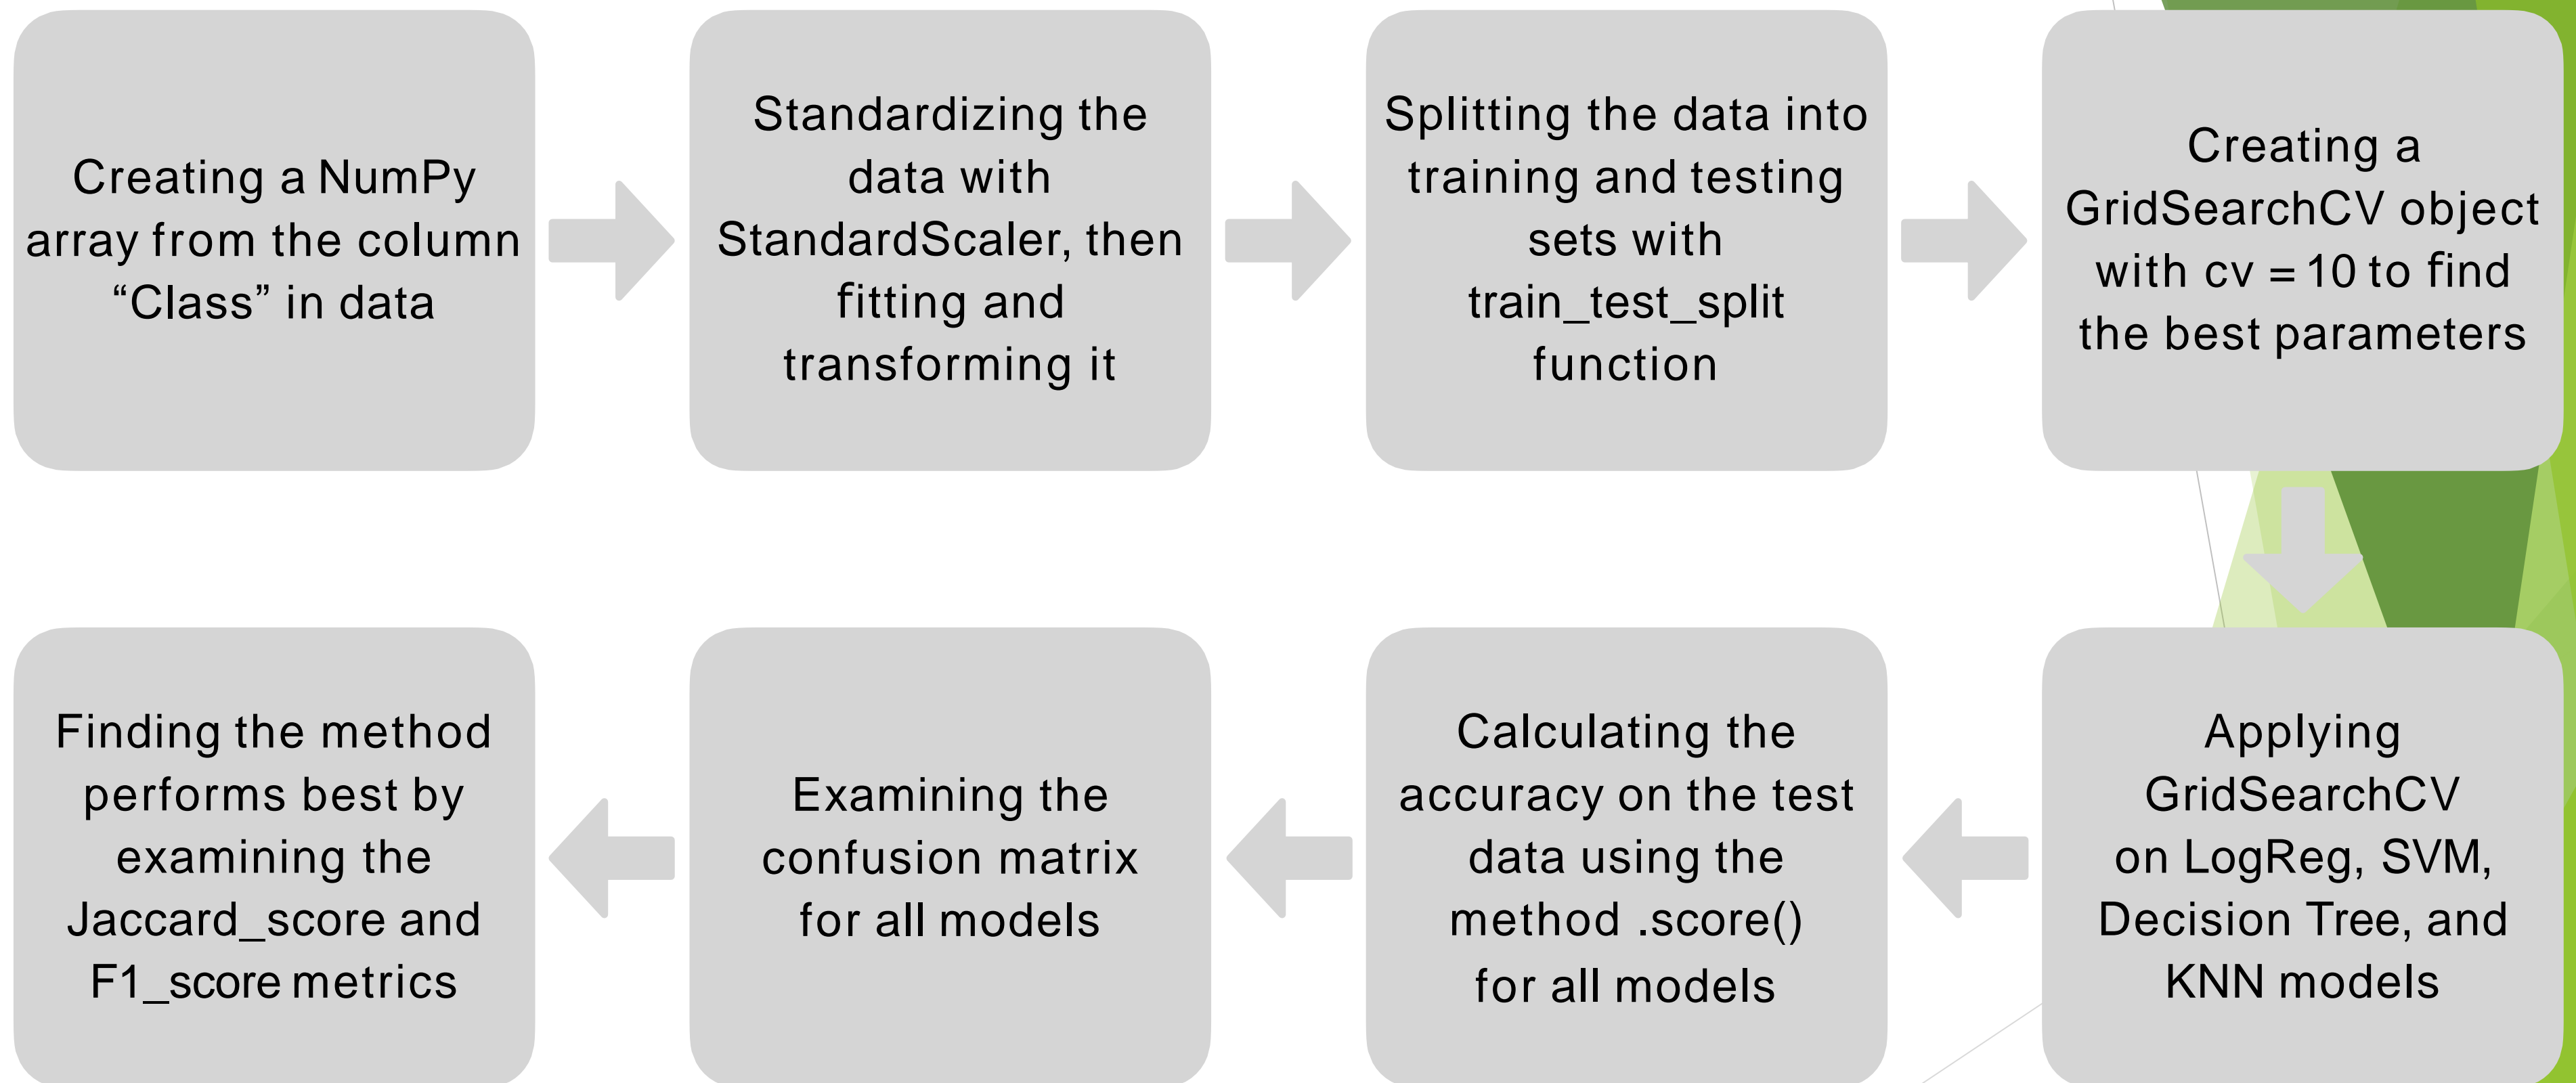 Creating a NumPy
array from the column
“Class” in data
Standardizing the
data with
StandardScaler, then
fitting and
transforming it
Splitting the data into
training and testing
sets with
train_test_split
function
Creating a
GridSearchCV object
with cv = 10 to find
the best parameters
Applying
GridSearchCV
on LogReg, SVM,
Decision Tree, and
KNN models
Calculating the
accuracy on the test
data using the
method .score()
for all models
Examining the
confusion matrix
for all models
Finding the method
performs best by
examining the
Jaccard_score and
F1_score metrics